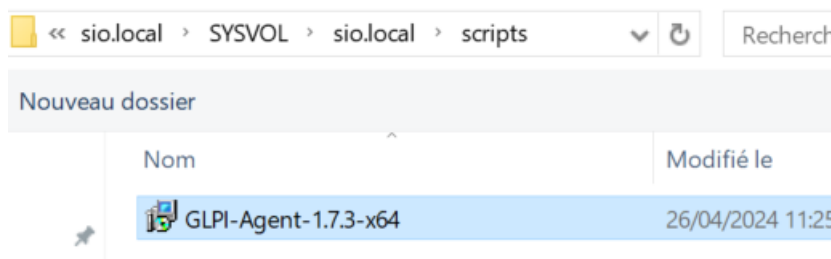 « sio.local › SYSVOL › sio.local › scripts Recherch
Nouveau dossier
Nom Modifié le
GLPI-Agent-1.7.3-x64 26/04/2024 11:25